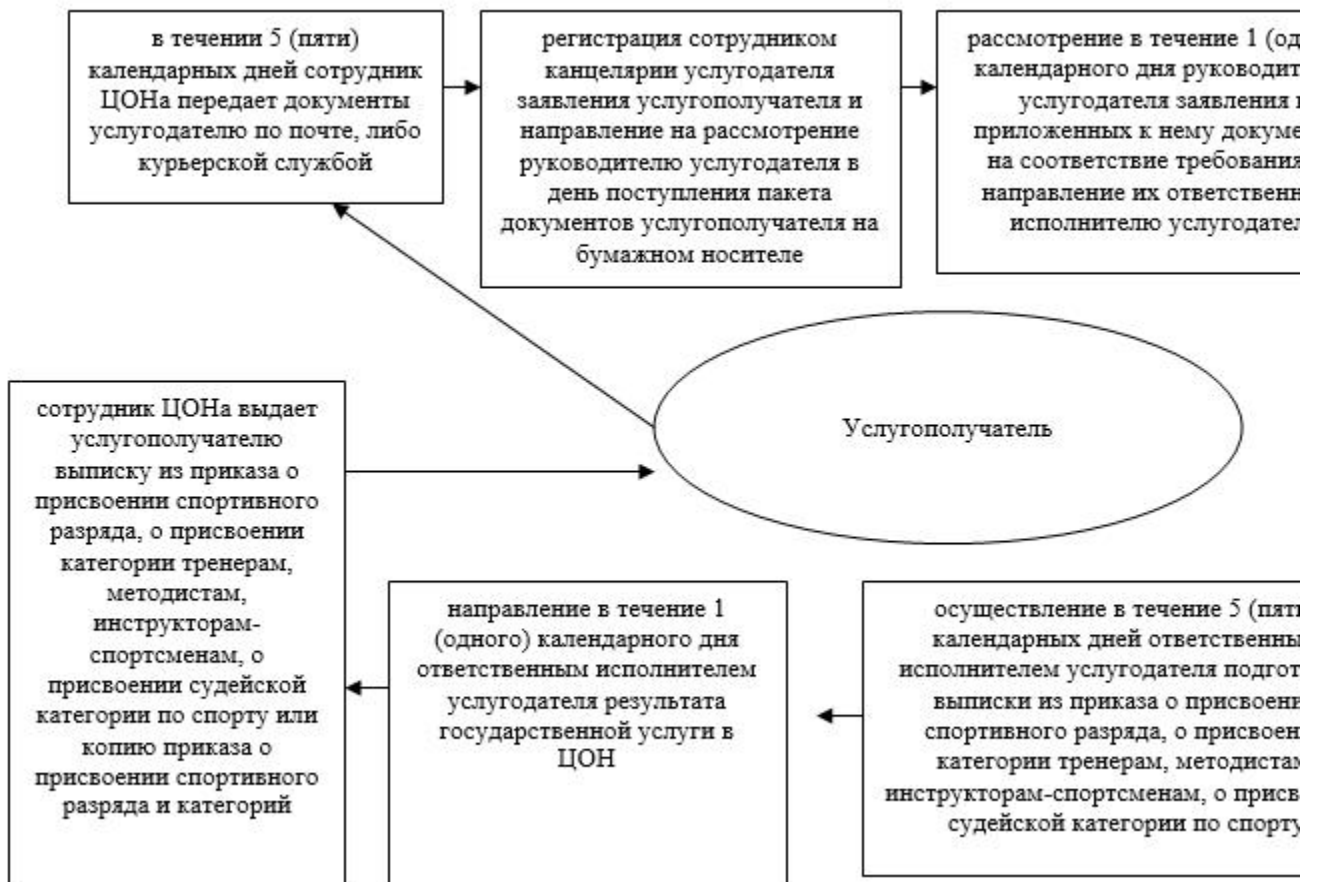 в течении 5 (пяти)
календарных дней сотрудник
ЦОНа передает документы
услугодателю по почте, либо
курьерской службой
регистрация сотрудником
канцелярии услугодателя
заявления услугополучателя и
направление на рассмотрение
руководителю услугодателя в
день поступления пакета
документов услугополучателя на
бумажном носителе
рассмотрение в течение 1
календарного дня
услугодателя заявления
приложенных к нему
на соответствие
направление их
исполнителю
Услугополучатель
сотрудник ЦОНа выдает
услугополучателю
выписку из приказа о
присвоении спортивного
разряда, о присвоении
категории тренерам,
методистам,
инструкторам-
спортсменам, о
присвоении судейской
категории по спорту или
копию приказа о
присвоении спортивного
разряда и категорий
направление в течение 1
(одного) календарного дня
ответственным исполнителем
услугодателя результата
государственной услуги в
ЦОН
осуществление в течение 5
календарных дней
исполнителем услугодателя
выписки из приказа о
спортивного разряда, о
категории тренерам,
инструкторам-спортсменам, о
судейской категории по спорту